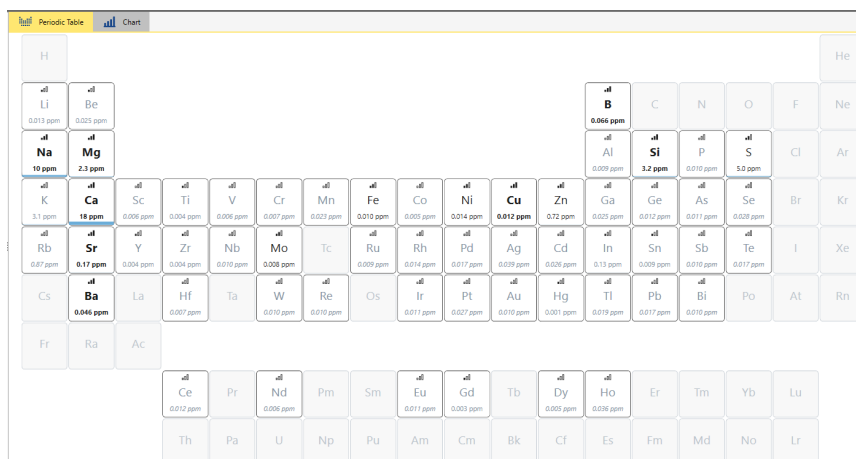 Periodic Table Chart
H He
Li Be B C N O F Ne
0.013 ppm 0.025 ppm 0.066 ppm
Na Mg Al Si P S Cl Ar
10 ppm 2.3 ppm 0.009 ppm 3.2 ppm 0.010 ppm 5.0 ppm
K Ca Sc Ti V Cr Mn Fe Co Ni Cu Zn Ga Ge As Se Br Kr
5.1 ppm 18 ppm 0.006 ppm 0.004 ppm 0.006 ppm 0.007 ppm 0.023 ppm 0.010 ppm 0.005 ppm 0.014 ppm 0.012 ppm 0.72 ppm 0.025 ppm 0.012 ppm 0.011 ppm 0.028 ppm
Rb Sr Y Zr Nb Mo Tc Ru Rh Pd Ag Cd In Sn Sb Te I Xe
0.87 ppm 0.17 ppm 0.004 ppm 0.004 ppm 0.010 ppm 0.008 ppm 0.009 ppm 0.014 ppm 0.017 ppm 0.039 ppm 0.026 ppm 0.13 ppm 0.009 ppm 0.010 ppm 0.017 ppm
Cs Ba La Hf Ta W Re Os Ir Pt Au Hg Tl Pb Bi Po At Rn
0.046 ppm 0.007 ppm 0.010 ppm 0.010 ppm 0.011 ppm 0.027 ppm 0.010 ppm 0.001 ppm 0.019 ppm 0.017 ppm 0.010 ppm
Fr Ra Ac
Ce Pr Nd Pm Sm Eu Gd Tb Dy Ho Er Tm Yb Lu
0.012 ppm 0.006 ppm 0.011 ppm 0.003 ppm 0.005 ppm 0.036 ppm
Th Pa U Np Pu Am Cm Bk Cf Es Fm Md No Lr